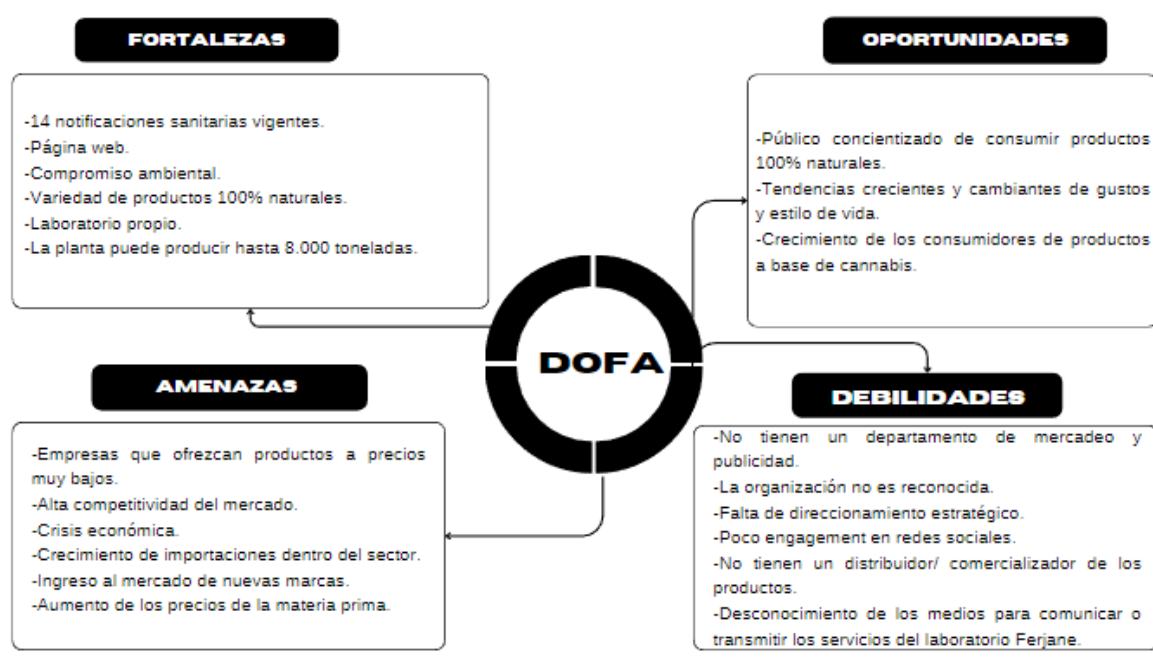 FORTALEZAS
-14 notificaciones sanitarias vigentes.
-Página web.
-Compromiso ambiental.
-Variedad de productos 100% naturales.
-Laboratorio propio.
-La planta puede producir hasta 8.000 toneladas.
OPORTUNIDADES
-Público concientizado de consumir productos
100% naturales.
-Tendencias crecientes y cambiantes de gustos
y estilo de vida.
-Crecimiento de los consumidores de productos
a base de cannabis.
DOFA
AMENAZAS
-Empresas que ofrezcan productos a precios
muy bajos.
-Alta competitividad del mercado.
-Crisis económica.
-Crecimiento de importaciones dentro del sector.
-Ingreso al mercado de nuevas marcas.
-Aumento de los precios de la materia prima.
DEBILIDADES
-No tienen un departamento de mercadeo y
publicidad.
-La organización no es reconocida.
-Falta de direccionamiento estratégico.
-Poco engagement en redes sociales.
-No tienen un distribuidor/ comercializador de los
productos.
-Desconocimiento de los medios para comunicar o
transmitir los servicios del laboratorio Ferjane.